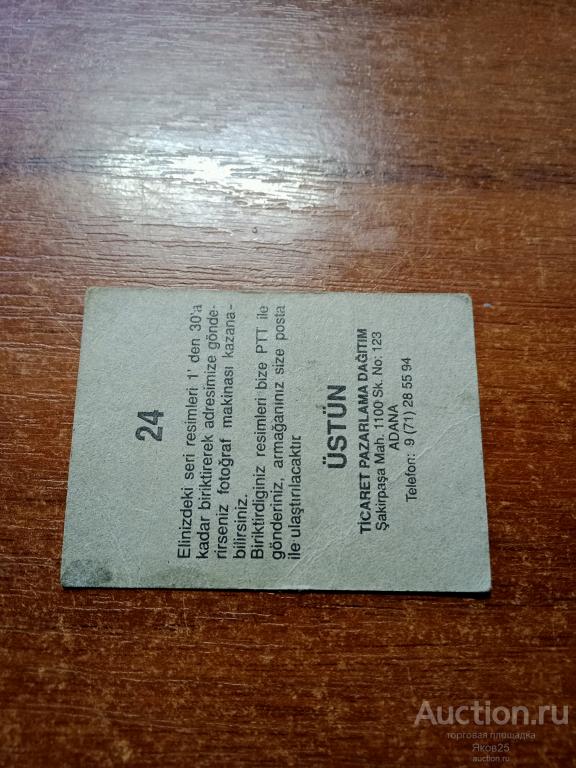 24
Elinizdeki seri resimleri 1' den 30'a
kadar biriktirerek adresimize gönde-
rirseniz fotoğraf makinası kazana-
bilirsiniz.
Biriktirdiginiz resimleri bize PTT ile
gönderiniz, armağanınız size posta
ile ulaştırılacaktır.
ÜSTÜN
TİCARET PAZARLAMA DAĞITIM
Şakirpaşa Mah. 1100 Sk. No: 123
ADANA
Telefon: 9 (71) 28 55 94
Auction.ru
торговая площадка
Яков25
auction.ru